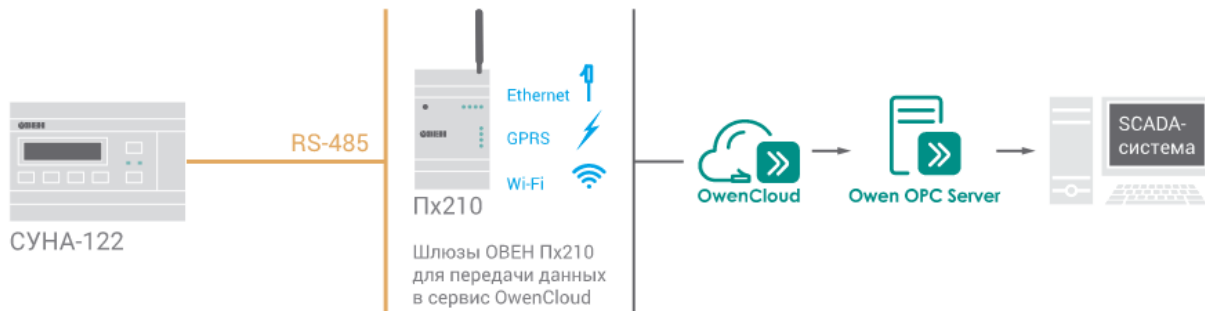 ОВЕН
СУНА-122
RS-485
ОВЕН
Ethernet
GPRS
Wi-Fi
Пх210
Шлюзы ОВЕН Пх210
для передачи данных
в сервис OwenCloud
OwenCloud
Owen OPC Server
SCADA-
система